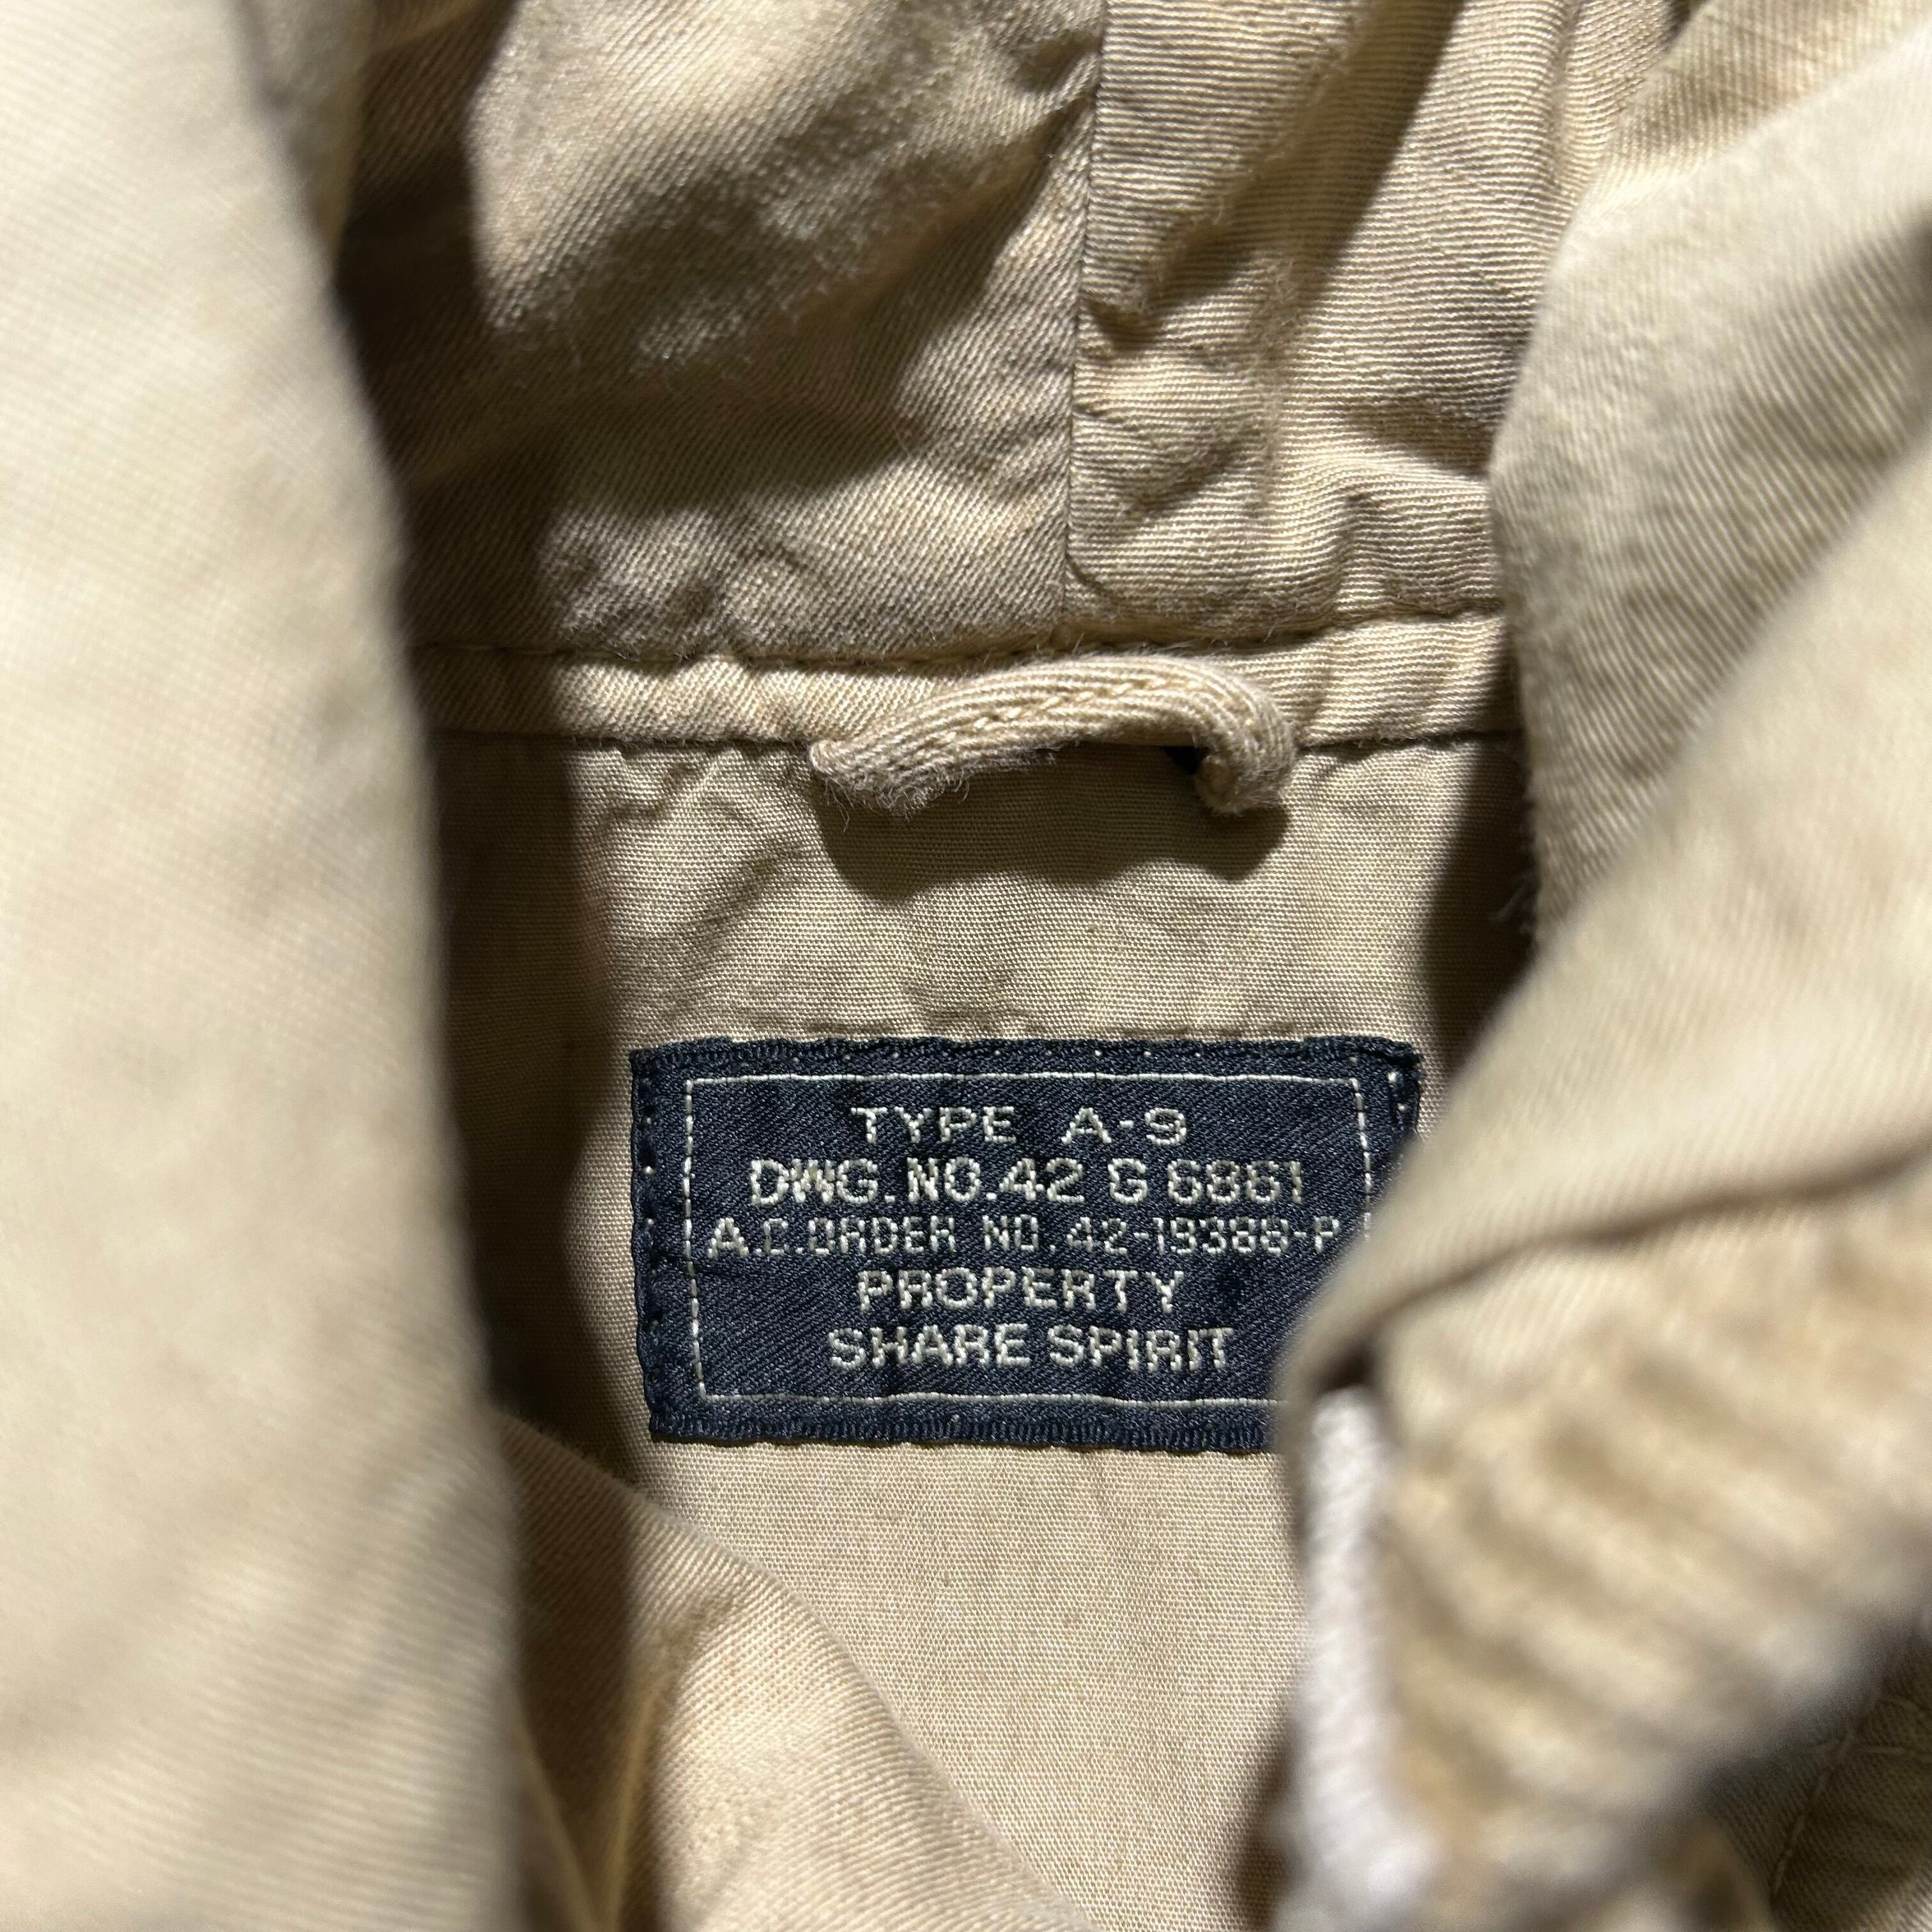 TYPE A-9
DWG. NO. 42 G 6861
A.C. ORDER NO. 42-19388-P
PROPERTY
SHARE SPIRIT